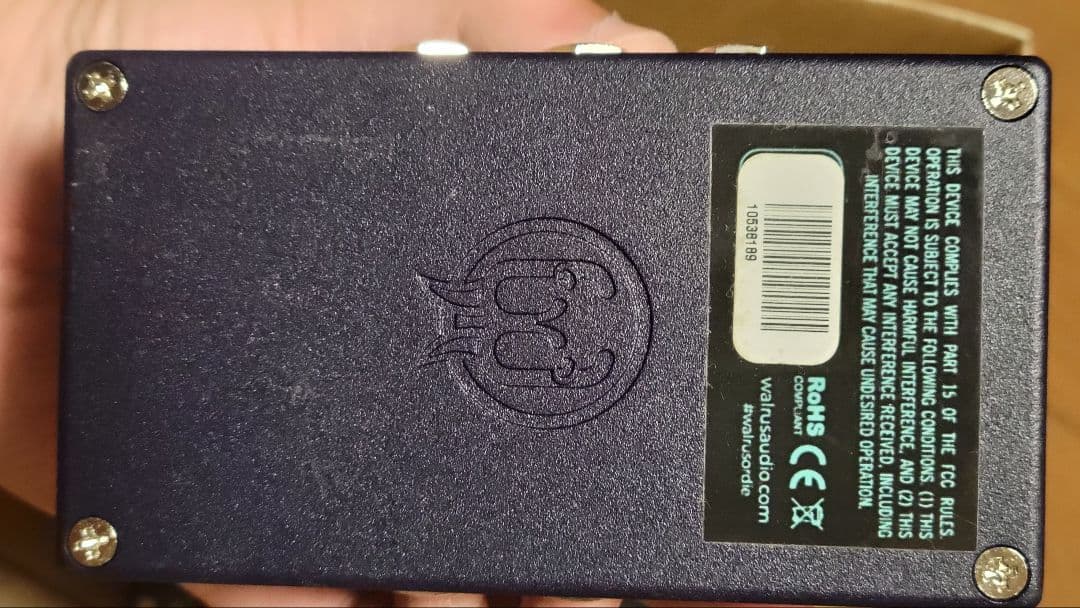 THIS DEVICE COMPLIES WITH PART 15 OF THE FCC RULES.
OPERATION IS SUBJECT TO THE FOLLOWING CONDITIONS. (1) THIS
DEVICE MAY NOT CAUSE HARMFUL INTERFERENCE, AND (2) THIS
DEVICE MUST ACCEPT ANY INTERFERENCE RECEIVED, INCLUDING
INTERFERENCE THAT MAY CAUSE UNDESIRED OPERATION.
10538189
RoHS
COMPLIANT
CE
walrusaudio.com
#walrusordie